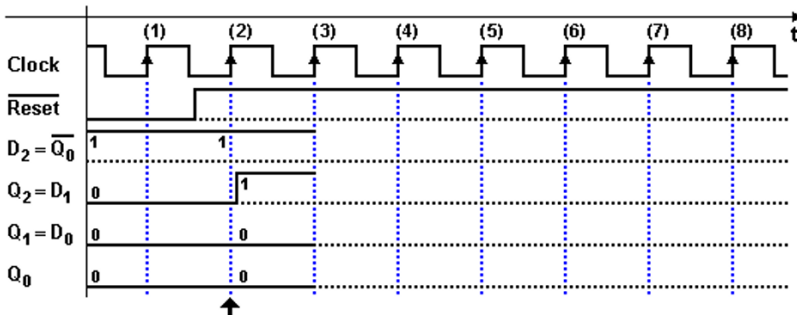 (1) (2) (3) (4) (5) (6) (7) (8) t
Clock
Reset
D₂ = Q₀ 1 1
Q₂ = D₁ 0 1
Q₁ = D₀ 0 0
Q₀ 0 0